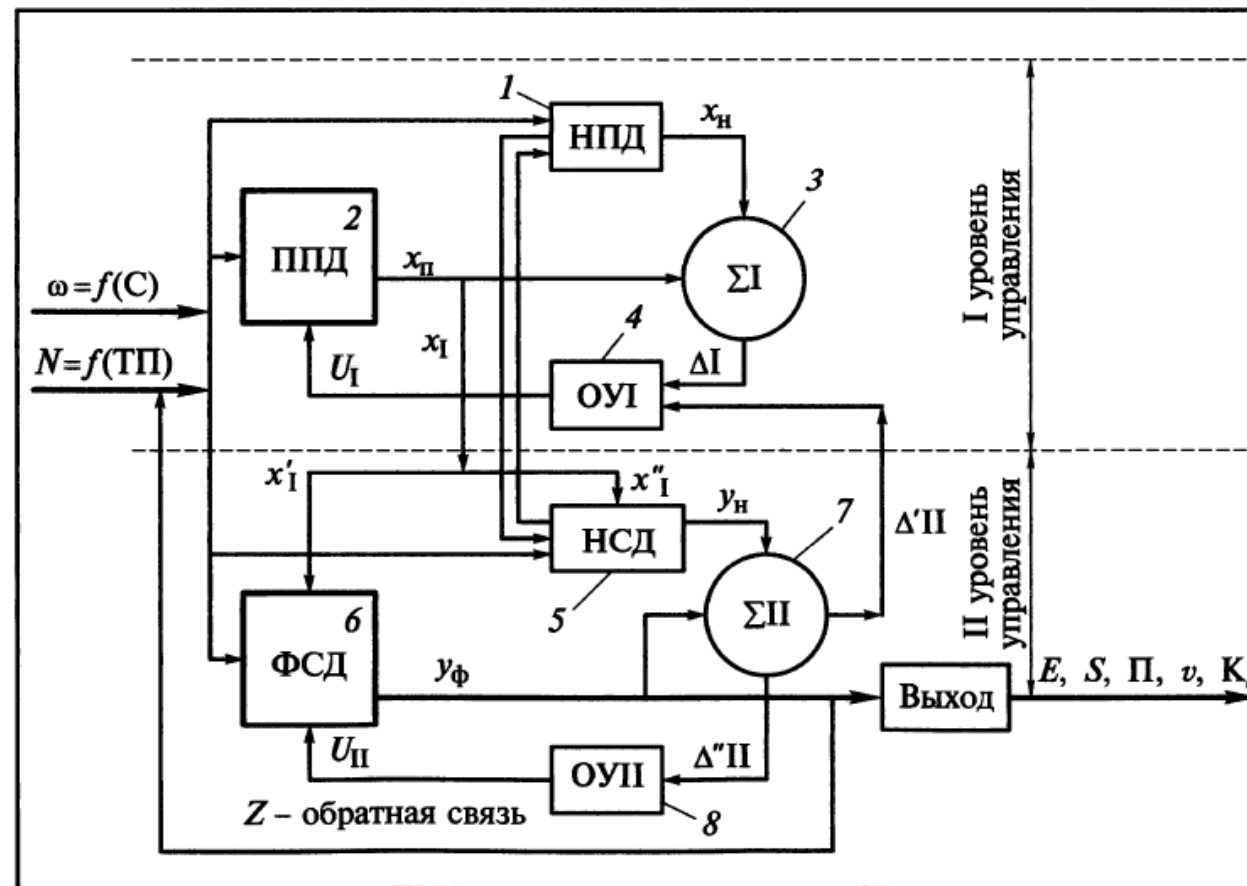 1
НПД
xн
2
ППД
xп
3
ΣI
I уровень
управления
ω=f(C)
N=f(ТП)
xI
UI
4
ОУI
ΔI
x′I
x″I
НСД
5
yн
7
ΣII
Δ′II
II уровень
управления
6
ФСД
yф
Выход
E, S, П, v, К
UII
ОУII
8
Δ″II
Z – обратная связь